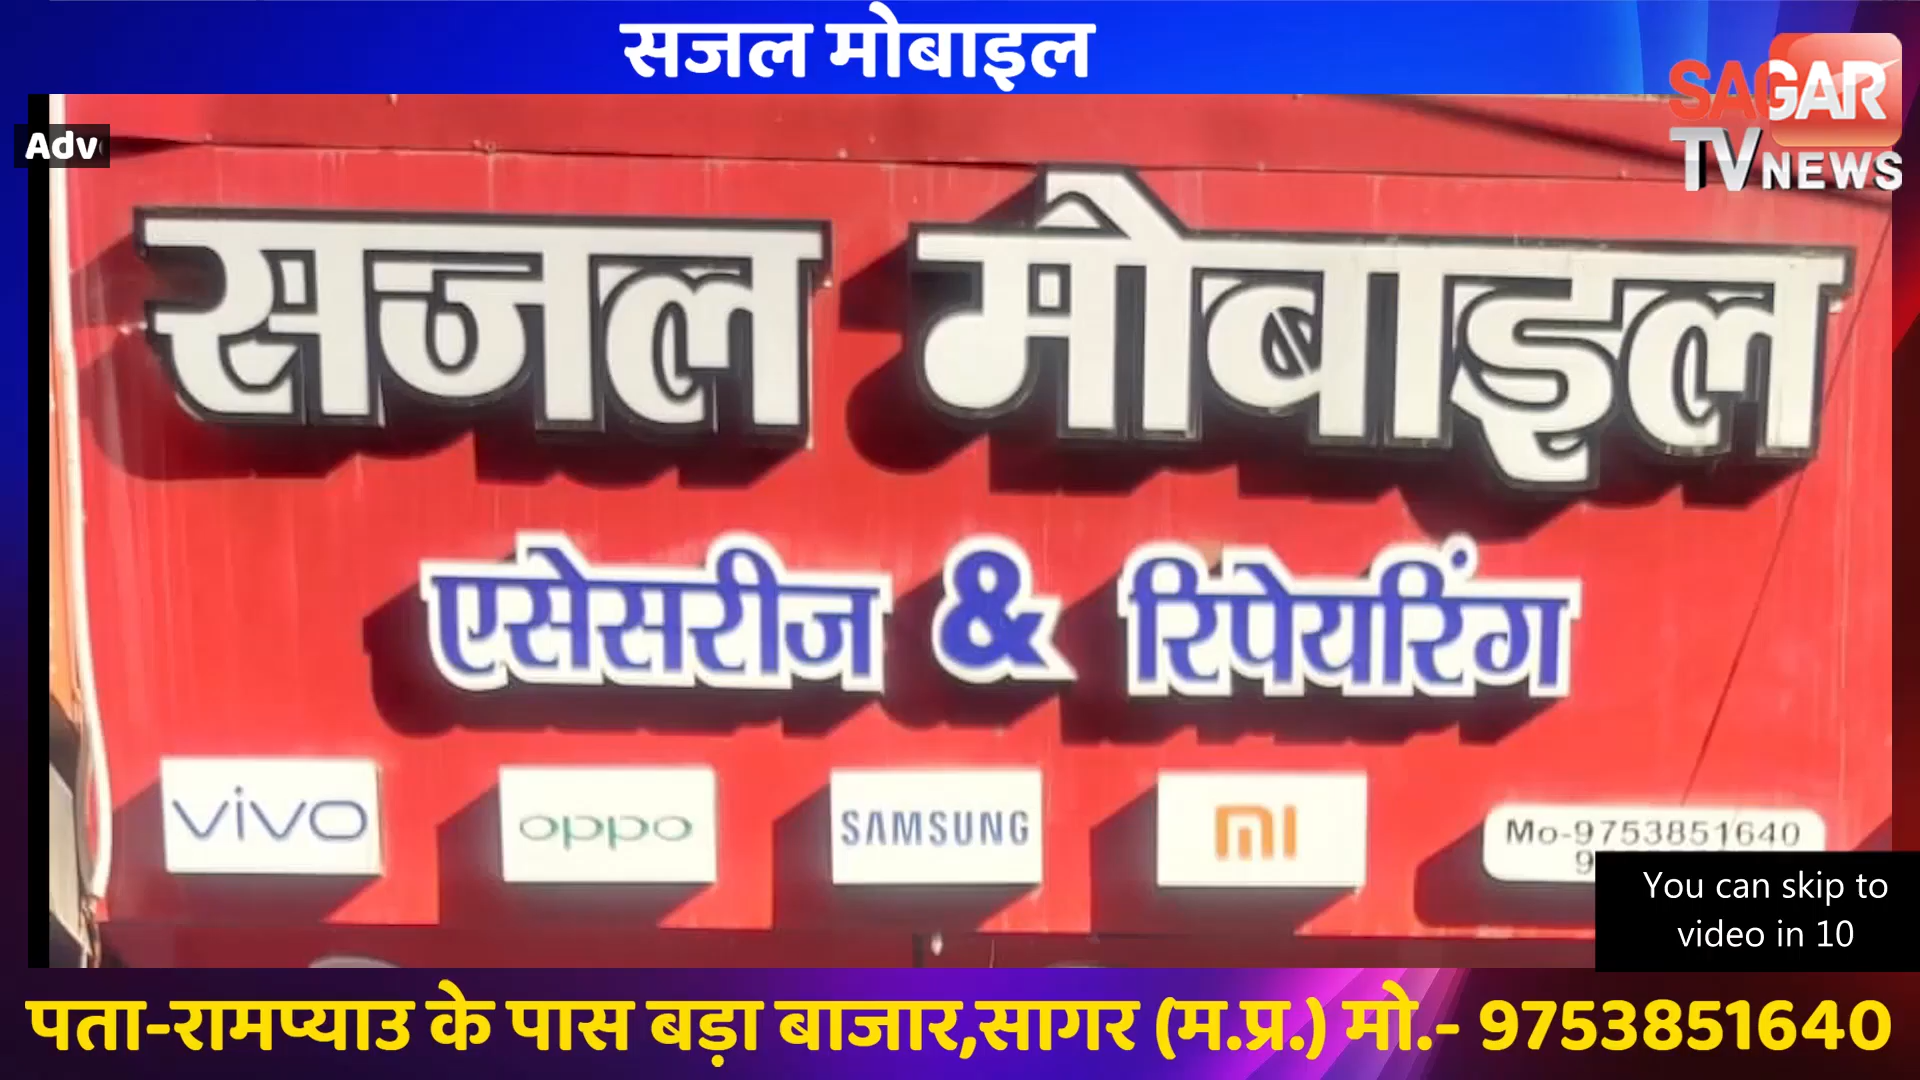 सजल मोबाइल
SAGAR
TV NEWS
Adv
सजल मोबाइल
एसेसरीज & रिपेयरिंग
vivo
oppo
SAMSUNG
mi
Mo-9753851640
You can skip to
video in 10
पता-रामप्याउ के पास बड़ा बाजार,सागर (म.प्र.) मो.- 9753851640